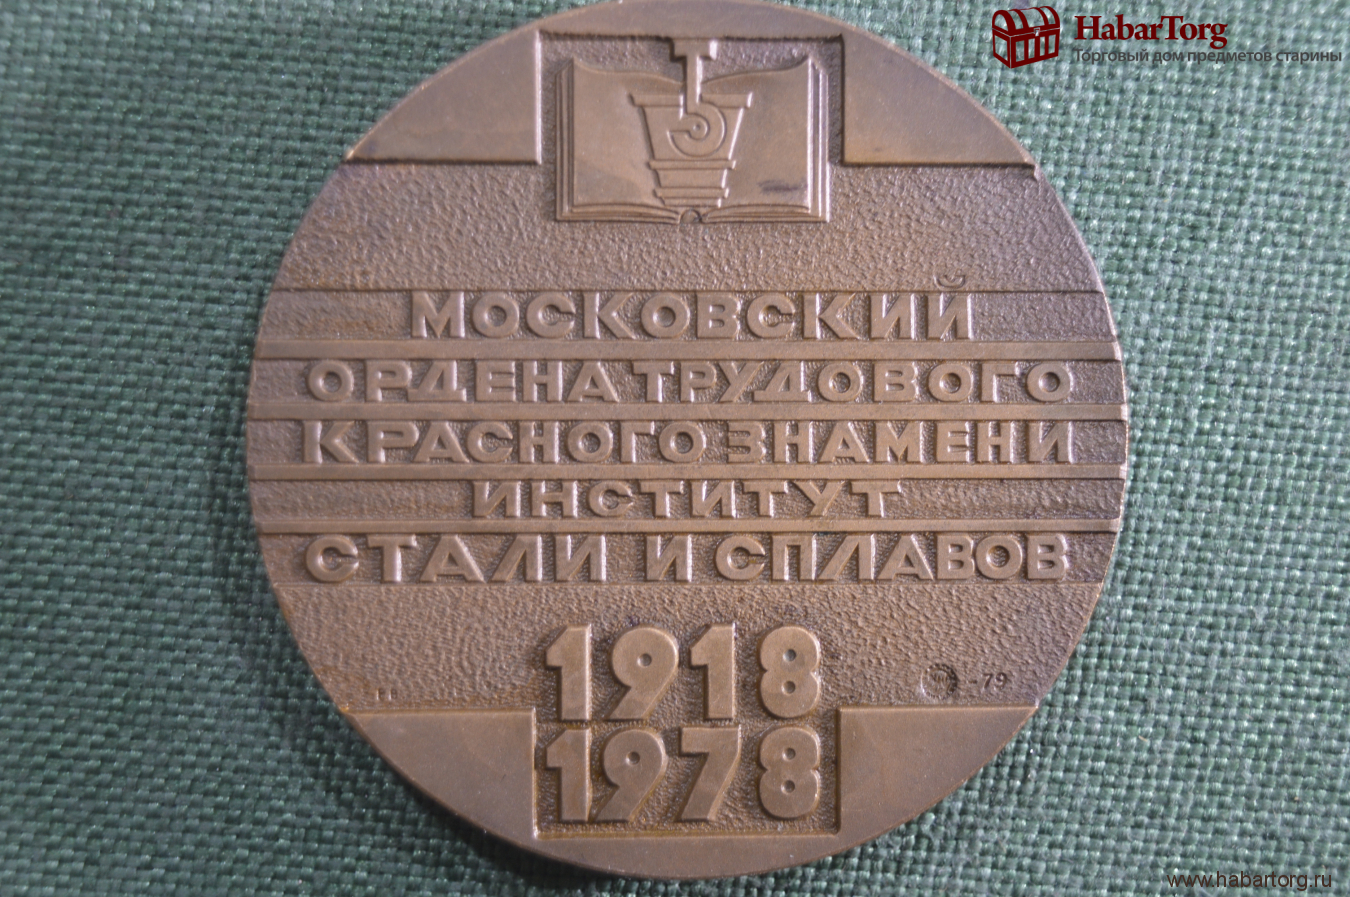 HabarTorg
Торговый дом предметов старины
МОСКОВСКИЙ
ОРДЕНА ТРУДОВОГО
КРАСНОГО ЗНАМЕНИ
ИНСТИТУТ
СТАЛИ И СПЛАВОВ
1918
1978
-79
www.habartorg.ru